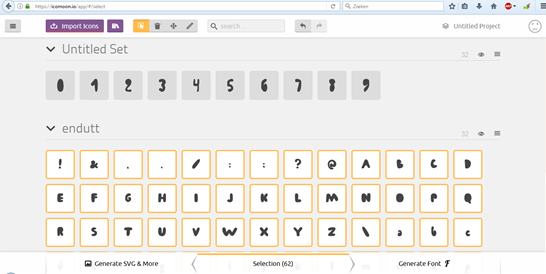 https://icomoon.io/app/#/select
Zoeken
Import Icons
search...
Untitled Project
Untitled Set
32
0 1 2 3 4 5 6 7 8 9
endutt
32
! & , . / : ; ? @ A B C D
E F G H I J K L M N O P Q
R S T U V W X Y Z \ a b c
Generate SVG & More
Selection (62)
Generate Font